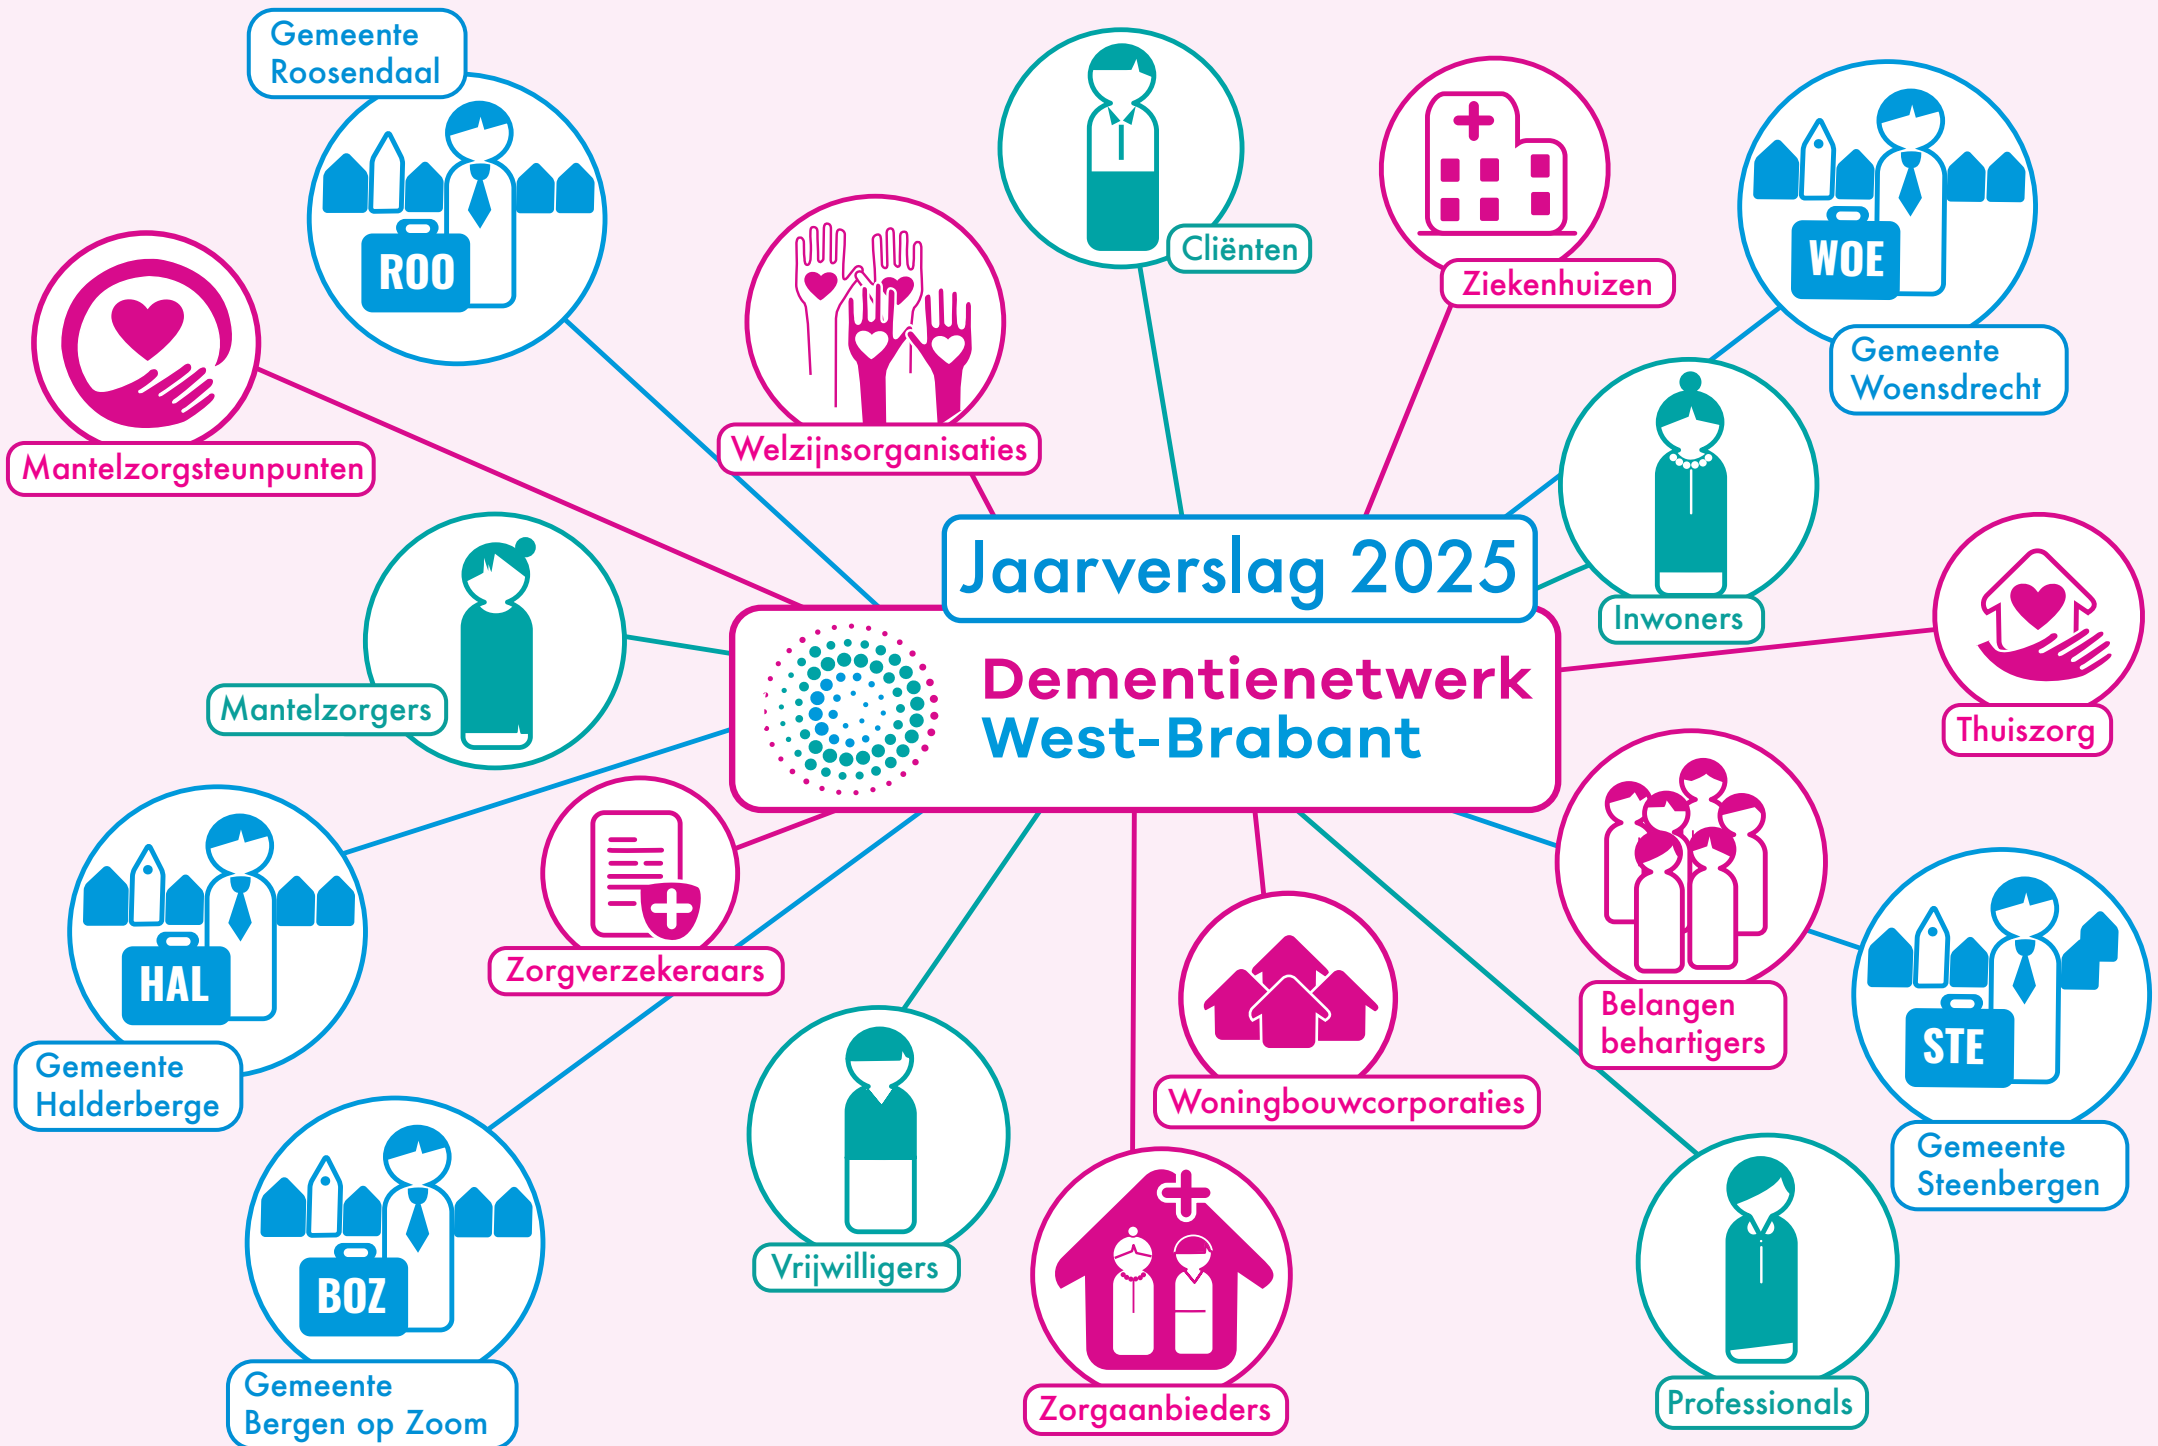 Gemeente
Roosendaal
ROO
Cliënten
Ziekenhuizen
WOE
Gemeente
Woensdrecht
Mantelzorgsteunpunten
Welzijnsorganisaties
Jaarverslag 2025
Inwoners
Dementienetwerk
West-Brabant
Mantelzorgers
Thuiszorg
HAL
Gemeente
Halderberge
Zorgverzekeraars
Belangen
behartigers
STE
Gemeente
Steenbergen
Woningbouwcorporaties
BOZ
Gemeente
Bergen op Zoom
Vrijwilligers
Zorgaanbieders
Professionals